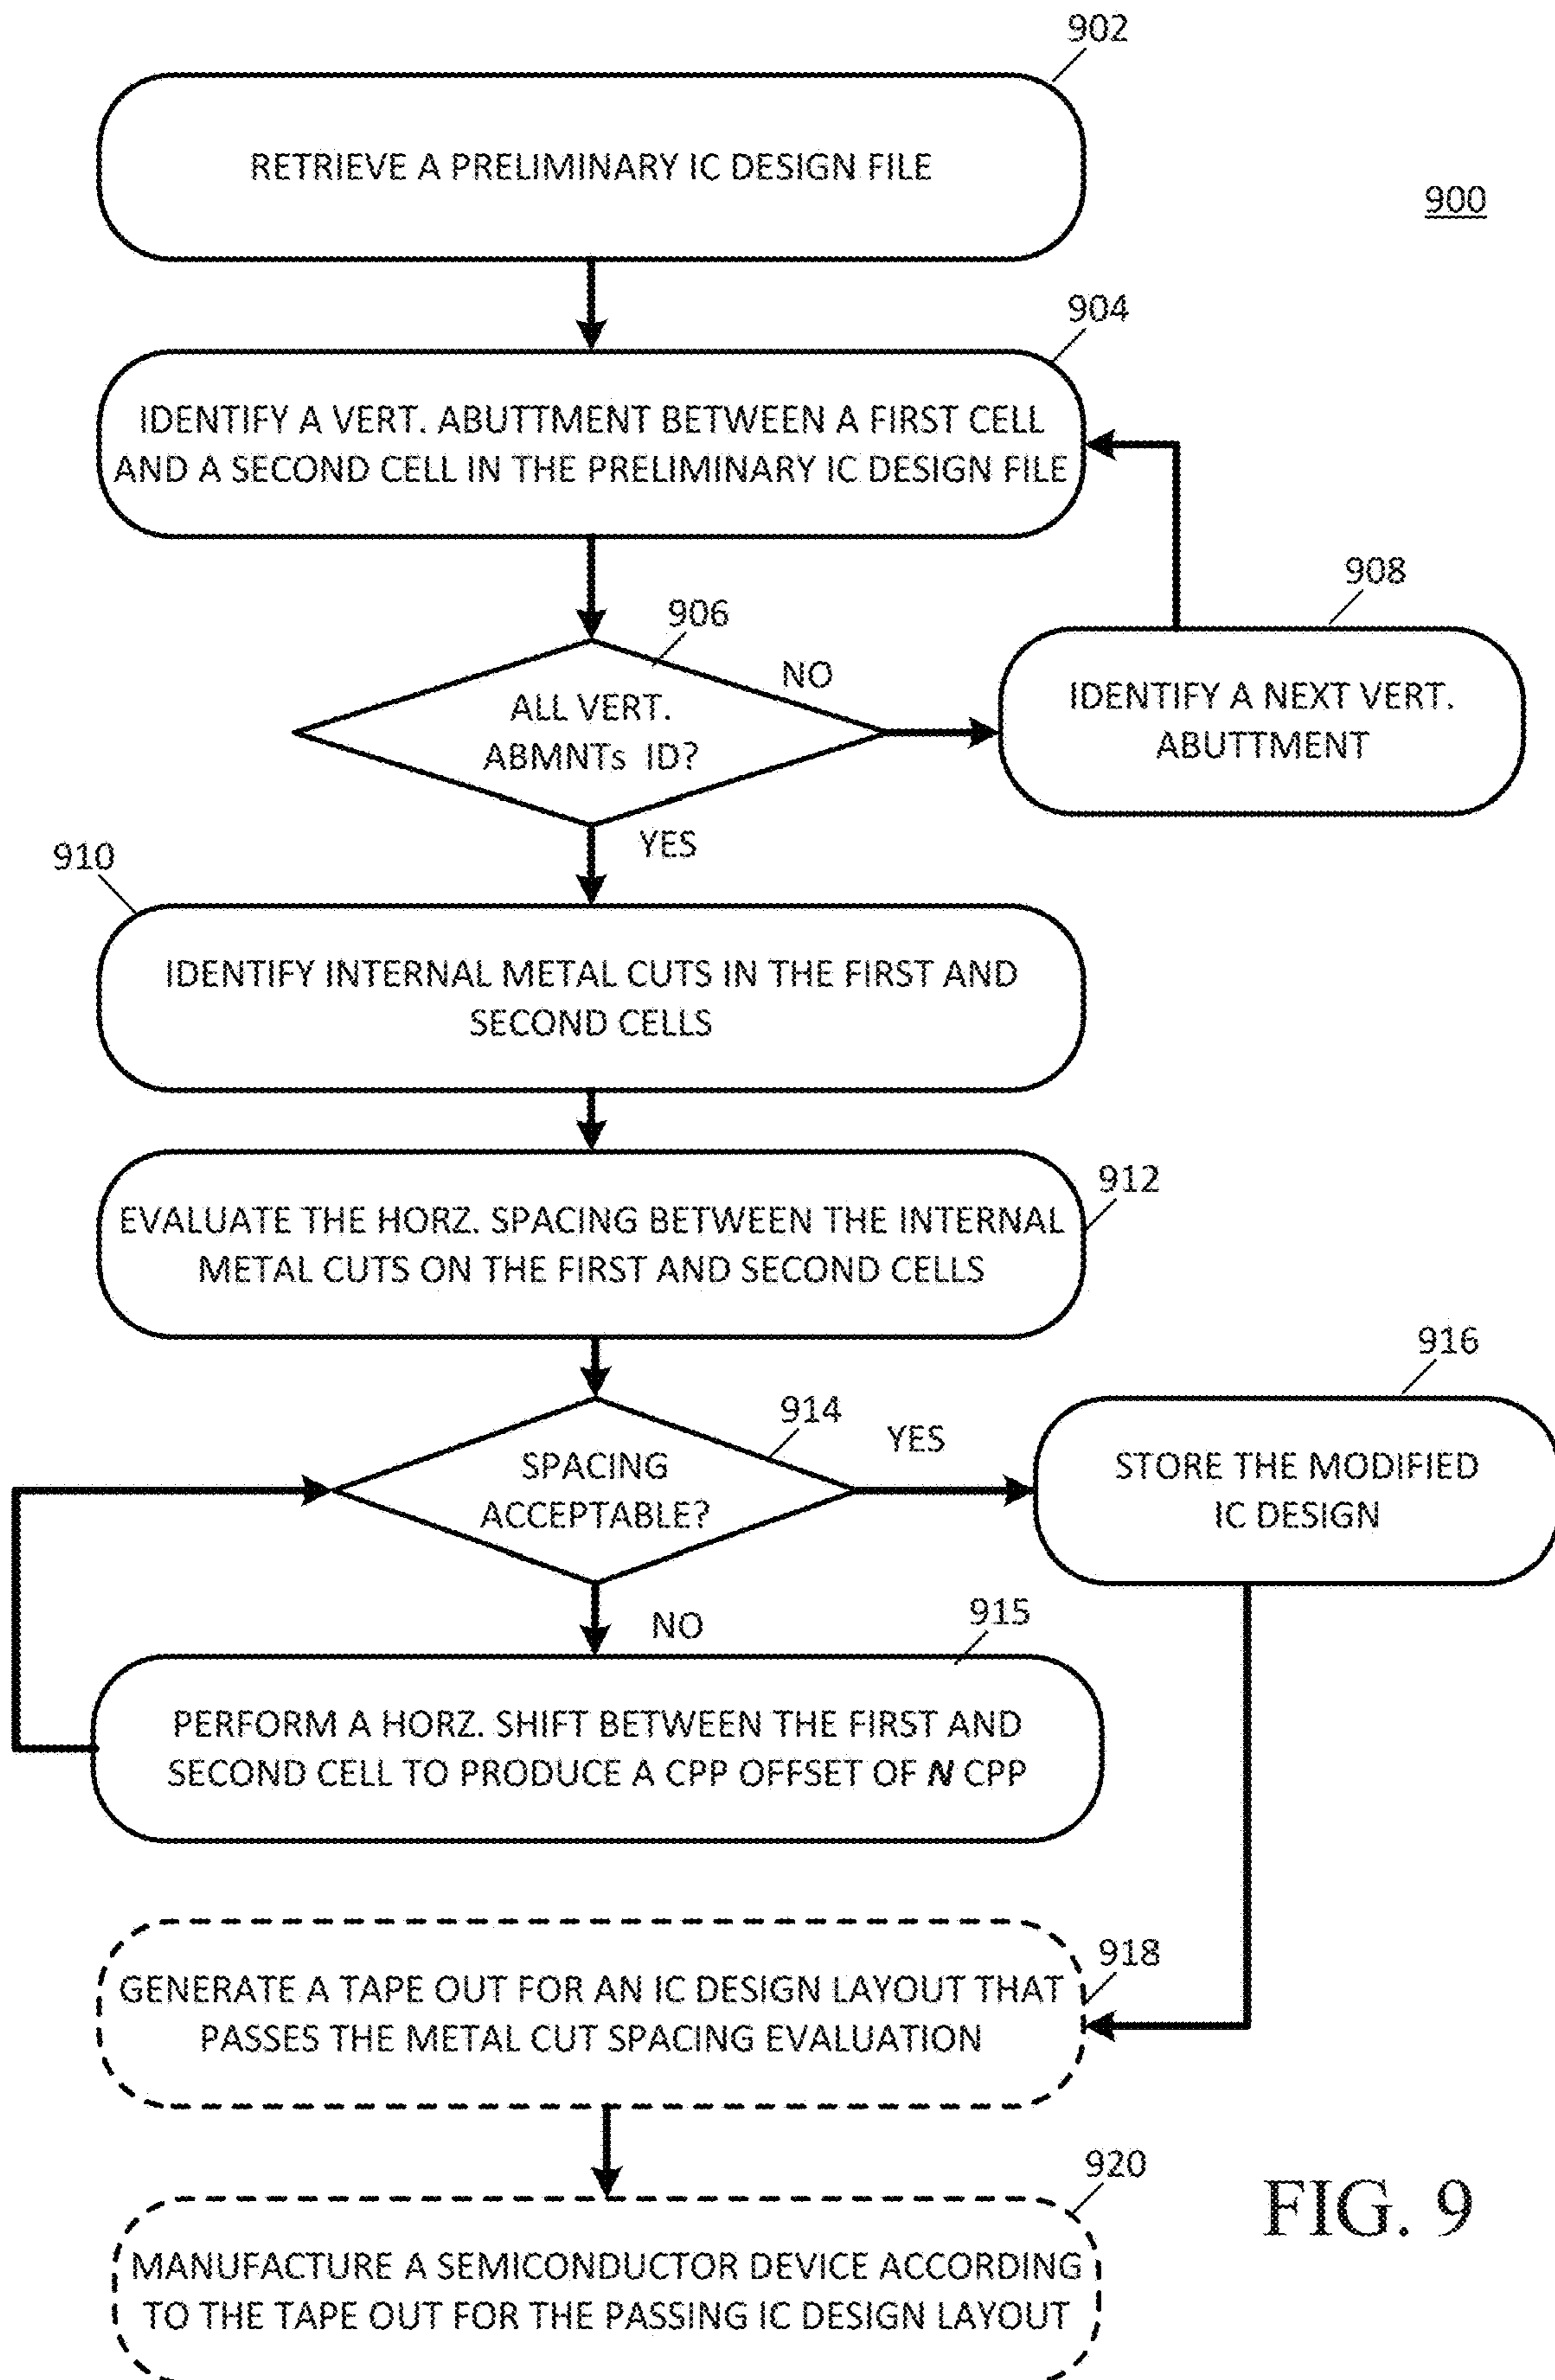 902
RETRIEVE A PRELIMINARY IC DESIGN FILE
900
904
IDENTIFY A VERT. ABUTTMENT BETWEEN A FIRST CELL
AND A SECOND CELL IN THE PRELIMINARY IC DESIGN FILE
906
NO
ALL VERT.
ABMNTs ID?
908
IDENTIFY A NEXT VERT.
ABUTTMENT
YES
910
IDENTIFY INTERNAL METAL CUTS IN THE FIRST AND
SECOND CELLS
912
EVALUATE THE HORZ. SPACING BETWEEN THE INTERNAL
METAL CUTS ON THE FIRST AND SECOND CELLS
914
YES
SPACING
ACCEPTABLE?
916
STORE THE MODIFIED
IC DESIGN
NO
915
PERFORM A HORZ. SHIFT BETWEEN THE FIRST AND
SECOND CELL TO PRODUCE A CPP OFFSET OF N CPP
918
GENERATE A TAPE OUT FOR AN IC DESIGN LAYOUT THAT
PASSES THE METAL CUT SPACING EVALUATION
920
MANUFACTURE A SEMICONDUCTOR DEVICE ACCORDING
TO THE TAPE OUT FOR THE PASSING IC DESIGN LAYOUT
FIG. 9